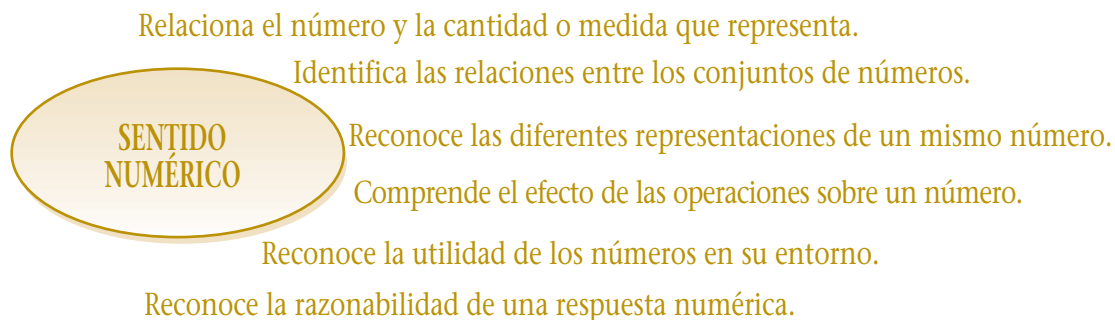 Relaciona el número y la cantidad o medida que representa.
Identifica las relaciones entre los conjuntos de números.
SENTIDO
NUMÉRICO
Reconoce las diferentes representaciones de un mismo número.
Comprende el efecto de las operaciones sobre un número.
Reconoce la utilidad de los números en su entorno.
Reconoce la razonabilidad de una respuesta numérica.